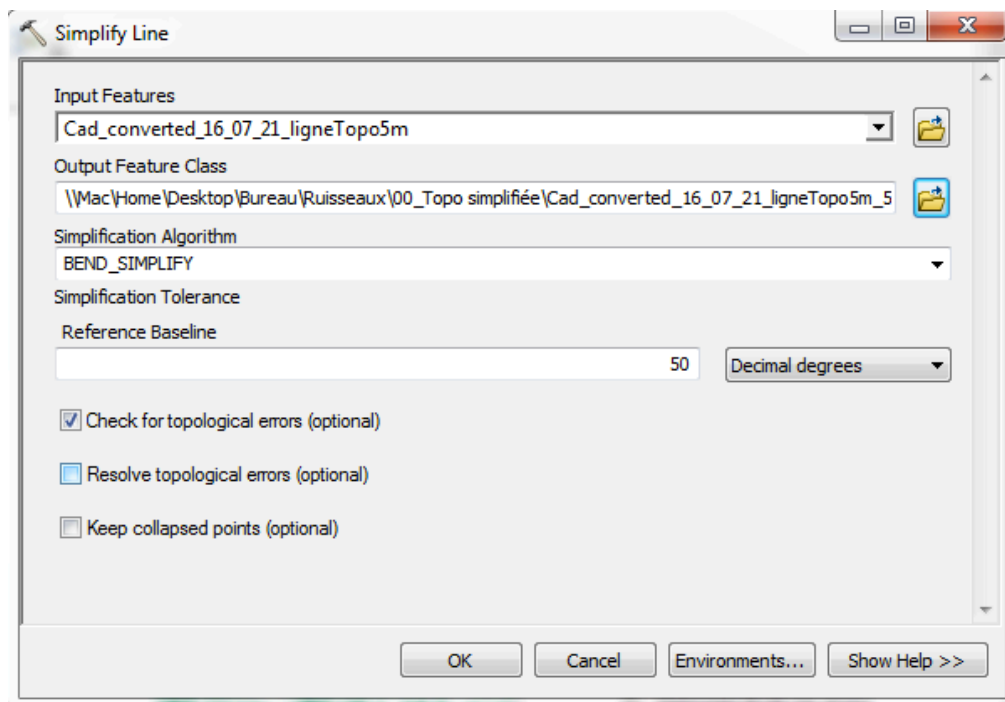 Simplify Line
Input Features
Cad_converted_16_07_21_ligneTopo5m
Output Feature Class
\\Mac\Home\Desktop\Bureau\Ruisseaux\00_Topo simplifiée\Cad_converted_16_07_21_ligneTopo5m_5
Simplification Algorithm
BEND_SIMPLIFY
Simplification Tolerance
Reference Baseline
50 Decimal degrees
Check for topological errors (optional)
Resolve topological errors (optional)
Keep collapsed points (optional)
OK Cancel Environments... Show Help >>